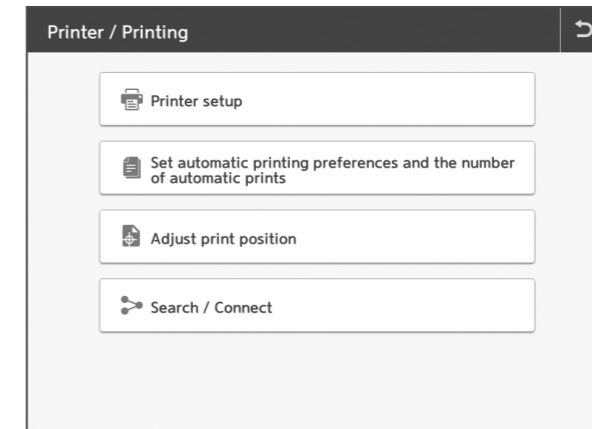 Printer / Printing
Printer setup
Set automatic printing preferences and the number
of automatic prints
Adjust print position
Search / Connect